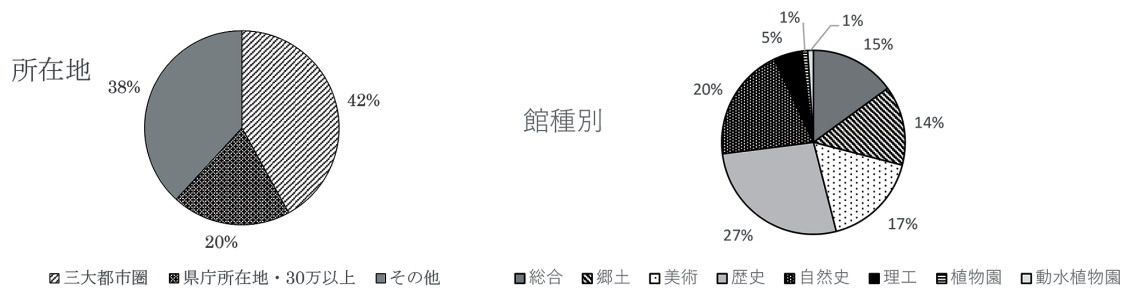 所在地
38%
42%
20%
三大都市圏 県庁所在地・30万以上 その他
館種別
1%
1%
5%
15%
20%
14%
27%
17%
総合 郷土 美術 歴史 自然史 理工 植物園 動水植物園